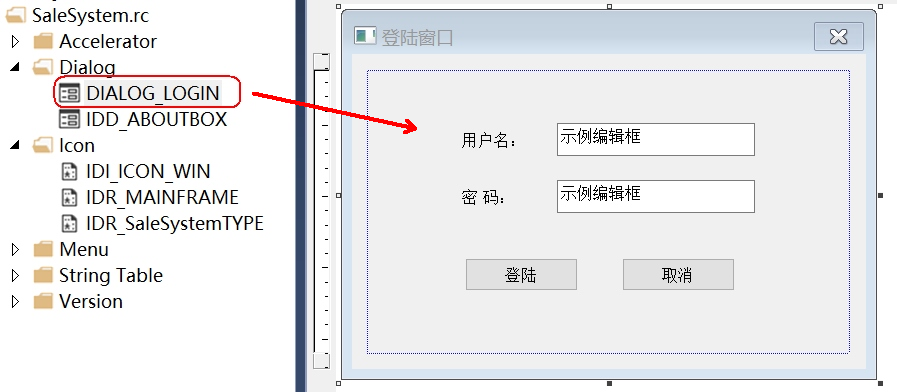 SaleSystem.rc
Accelerator
Dialog
DIALOG_LOGIN
IDD_ABOUTBOX
Icon
IDI_ICON_WIN
IDR_MAINFRAME
IDR_SaleSystemTYPE
Menu
String Table
Version
登陆窗口
用户名： 示例编辑框
密 码： 示例编辑框
登陆 取消